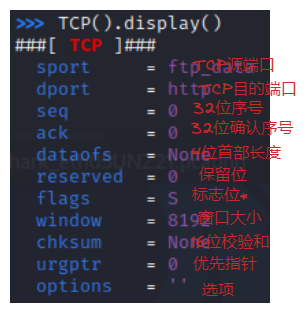 >>> TCP().display()
###[ TCP ]###
sport = ftp_data TCP源端口
dport = http TCP目的端口
seq = 0 32位序号
ack = 0 32位确认序号
dataofs = None 4位首部长度
reserved = 0 保留位
flags = S 标志位*
window = 8192 窗口大小
chksum = None 16位校验和
urgptr = 0 优先指针
options = '' 选项